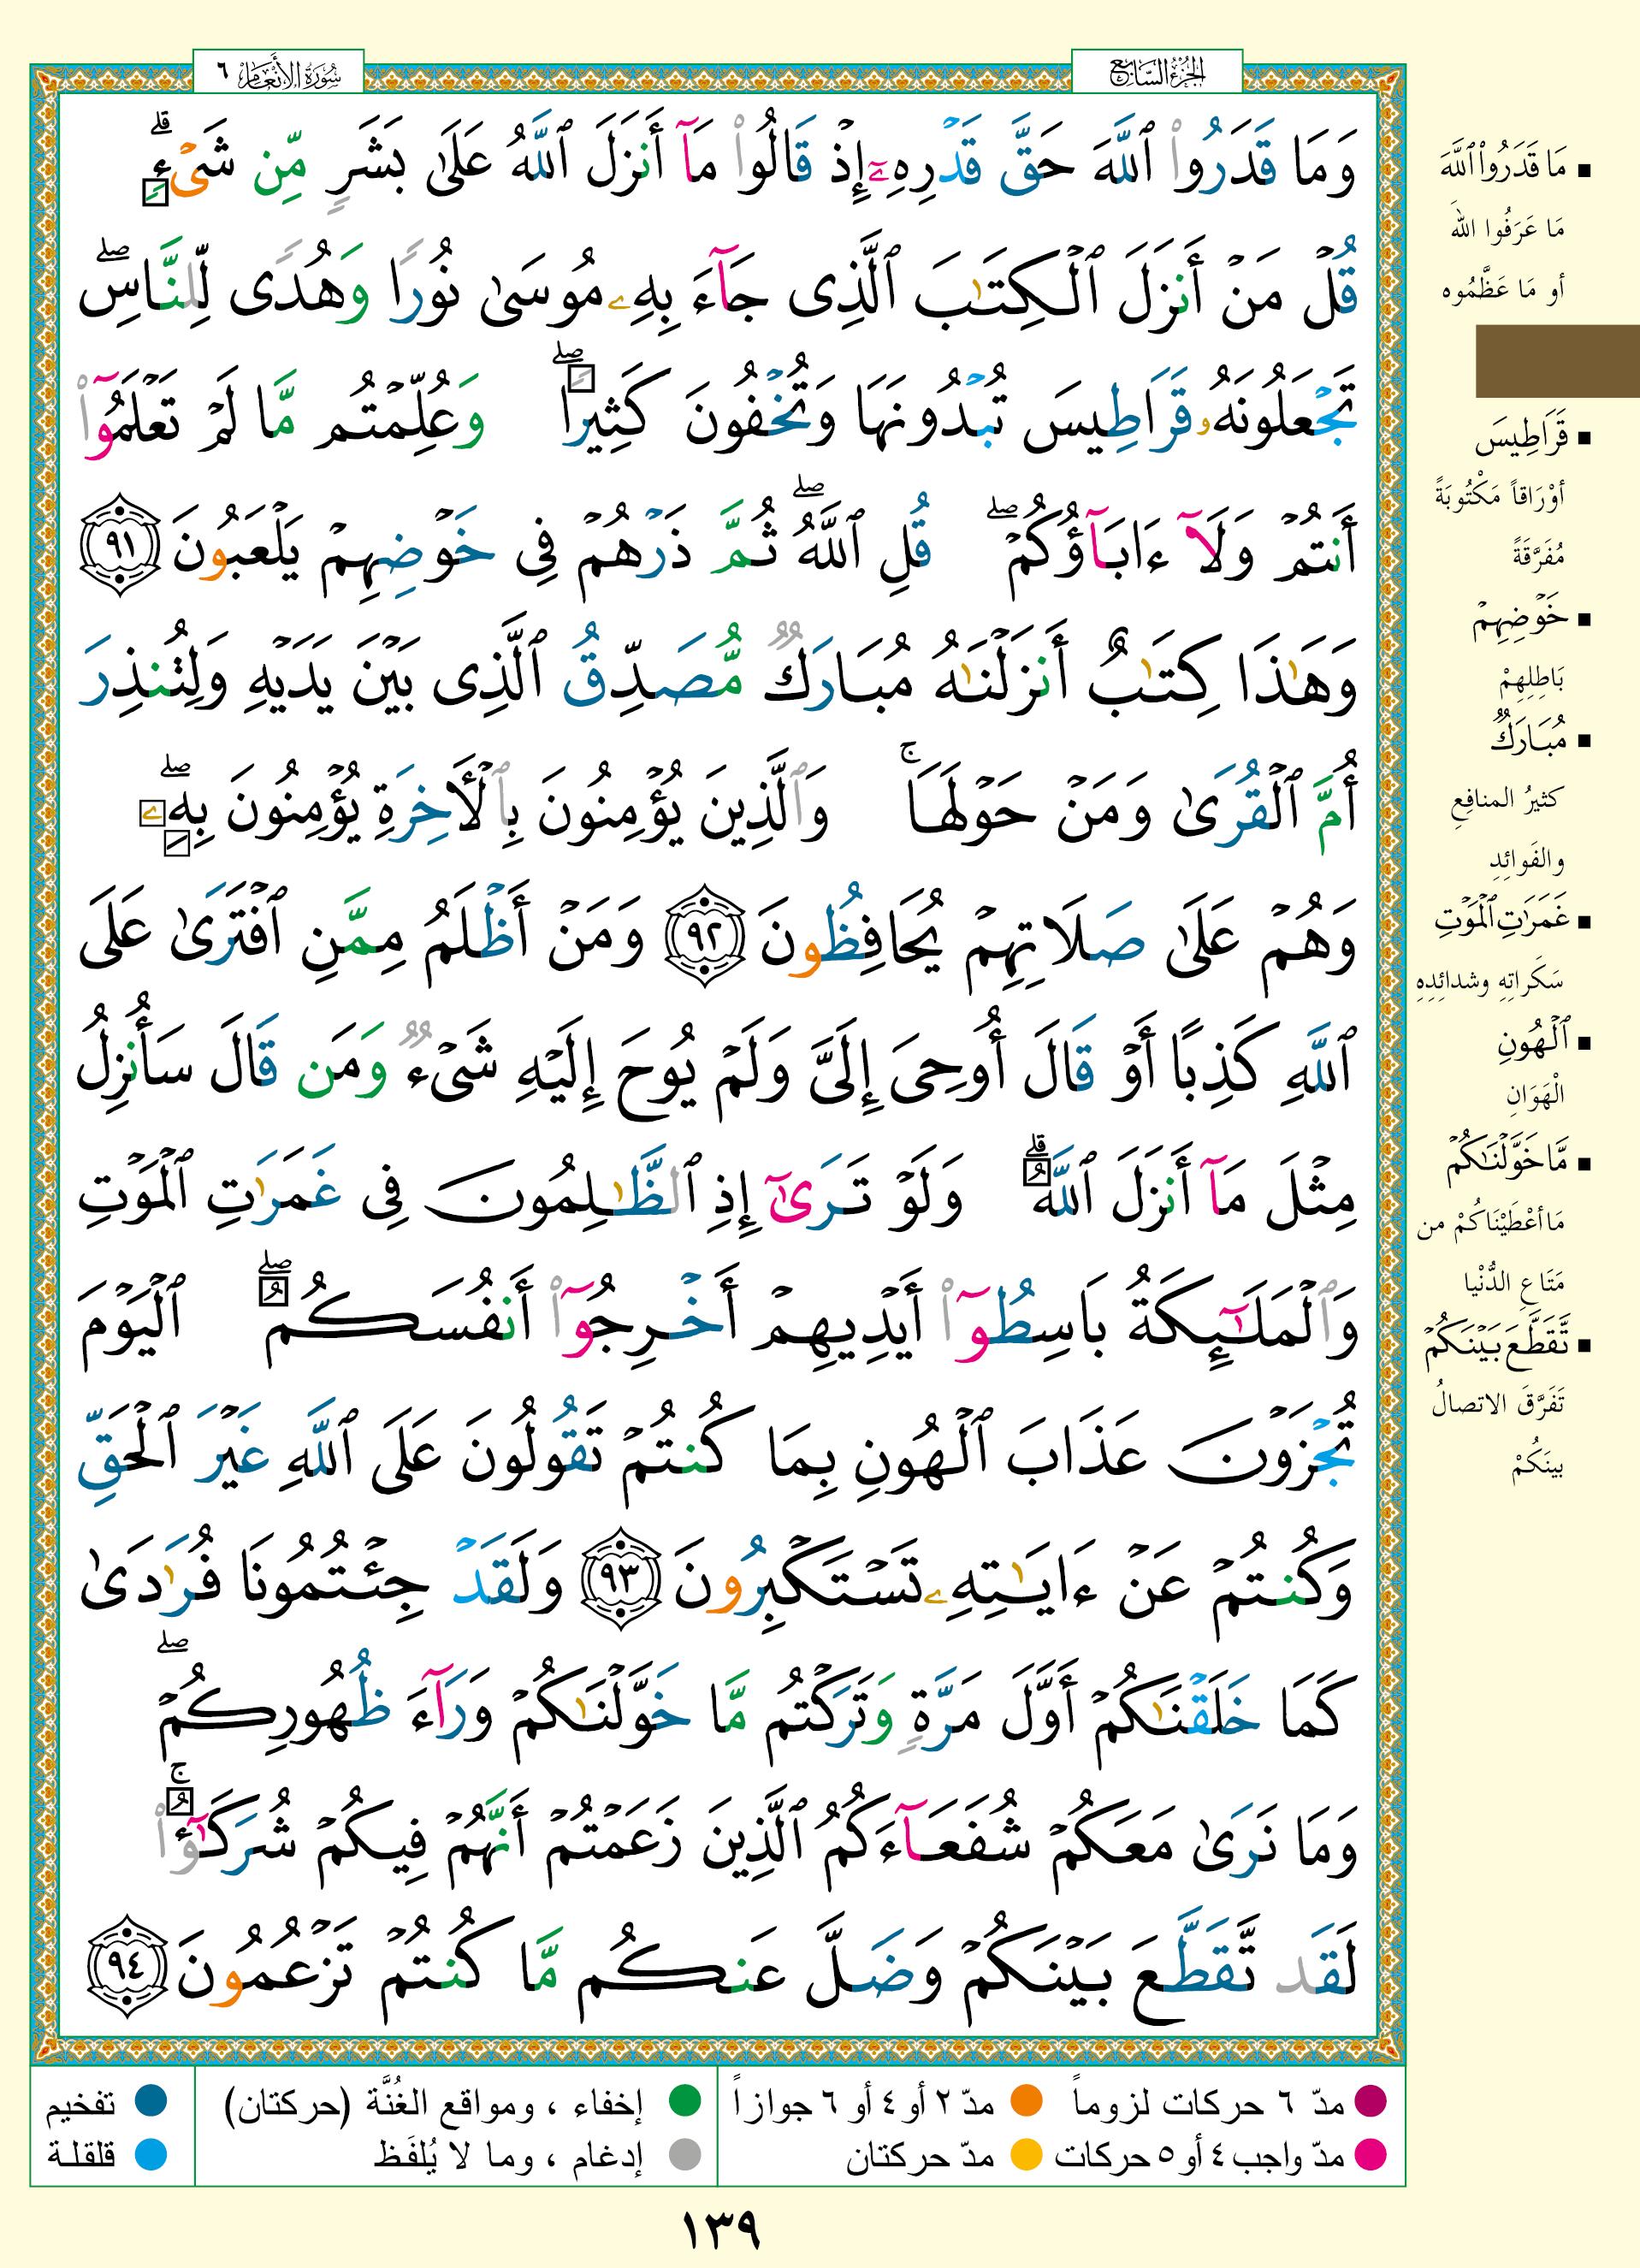 الجزء السابع
سورة الأنعام ٦
وَمَا قَدَرُوا۟ ٱللَّهَ حَقَّ قَدْرِهِۦٓ إِذْ قَالُوا۟ مَآ أَنزَلَ ٱللَّهُ عَلَىٰ بَشَرٍ مِّن شَىْءٍ ۗ
قُلْ مَنْ أَنزَلَ ٱلْكِتَـٰبَ ٱلَّذِى جَآءَ بِهِۦ مُوسَىٰ نُورًا وَهُدًى لِّلنَّاسِ ۖ
تَجْعَلُونَهُۥ قَرَاطِيسَ تُبْدُونَهَا وَتُخْفُونَ كَثِيرًا ۖ وَعُلِّمْتُم مَّا لَمْ تَعْلَمُوٓا۟
أَنتُمْ وَلَآ ءَابَآؤُكُمْ ۖ قُلِ ٱللَّهُ ۖ ثُمَّ ذَرْهُمْ فِى خَوْضِهِمْ يَلْعَبُونَ ٩١
وَهَـٰذَا كِتَـٰبٌ أَنزَلْنَـٰهُ مُبَارَكٌ مُّصَدِّقُ ٱلَّذِى بَيْنَ يَدَيْهِ وَلِتُنذِرَ
أُمَّ ٱلْقُرَىٰ وَمَنْ حَوْلَهَا ۚ وَٱلَّذِينَ يُؤْمِنُونَ بِٱلْـَٔاخِرَةِ يُؤْمِنُونَ بِهِۦ ۖ
وَهُمْ عَلَىٰ صَلَاتِهِمْ يُحَافِظُونَ ٩٢ وَمَنْ أَظْلَمُ مِمَّنِ ٱفْتَرَىٰ عَلَى
ٱللَّهِ كَذِبًا أَوْ قَالَ أُوحِىَ إِلَىَّ وَلَمْ يُوحَ إِلَيْهِ شَىْءٌ وَمَن قَالَ سَأُنزِلُ
مِثْلَ مَآ أَنزَلَ ٱللَّهُ ۗ وَلَوْ تَرَىٰٓ إِذِ ٱلظَّـٰلِمُونَ فِى غَمَرَٰتِ ٱلْمَوْتِ
وَٱلْمَلَـٰٓئِكَةُ بَاسِطُوٓا۟ أَيْدِيهِمْ أَخْرِجُوٓا۟ أَنفُسَكُمُ ۖ ٱلْيَوْمَ
تُجْزَوْنَ عَذَابَ ٱلْهُونِ بِمَا كُنتُمْ تَقُولُونَ عَلَى ٱللَّهِ غَيْرَ ٱلْحَقِّ
وَكُنتُمْ عَنْ ءَايَـٰتِهِۦ تَسْتَكْبِرُونَ ٩٣ وَلَقَدْ جِئْتُمُونَا فُرَٰدَىٰ
كَمَا خَلَقْنَـٰكُمْ أَوَّلَ مَرَّةٍ وَتَرَكْتُم مَّا خَوَّلْنَـٰكُمْ وَرَآءَ ظُهُورِكُمْ ۖ
وَمَا نَرَىٰ مَعَكُمْ شُفَعَآءَكُمُ ٱلَّذِينَ زَعَمْتُمْ أَنَّهُمْ فِيكُمْ شُرَكَـٰٓؤُا۟ ۚ
لَقَد تَّقَطَّعَ بَيْنَكُمْ وَضَلَّ عَنكُم مَّا كُنتُمْ تَزْعُمُونَ ٩٤
مَا قَدَرُوا۟ ٱللَّهَ
مَا عَرَفُوا اللهَ
أو مَا عَظَّمُوه
قَرَاطِيسَ
أوْرَاقاً مَكْتُوبَةً
مُفَرَّقَةً
خَوْضِهِمْ
بَاطِلِهِمْ
مُبَارَكٌ
كثيرُ المنافِعِ
والفَوائِدِ
غَمَرَٰتِ ٱلْمَوْتِ
سَكَراتِهِ وشدائِدِهِ
ٱلْهُونِ
الْهَوَانِ
مَّا خَوَّلْنَـٰكُمْ
مَا أعْطَيْنَاكُمْ من
مَتَاعِ الدُّنْيا
تَّقَطَّعَ بَيْنَكُمْ
تَفَرَّقَ الاتصالُ
بينَكُمْ
مدّ ٦ حركات لزوماً مدّ ٢ أو ٤ أو ٦ جوازاً إخفاء ، ومواقع الغُنَّة (حركتان) تفخيم
مدّ واجب ٤ أو ٥ حركات مدّ حركتان إدغام ، وما لا يُلفَظ قلقلة
١٣٩